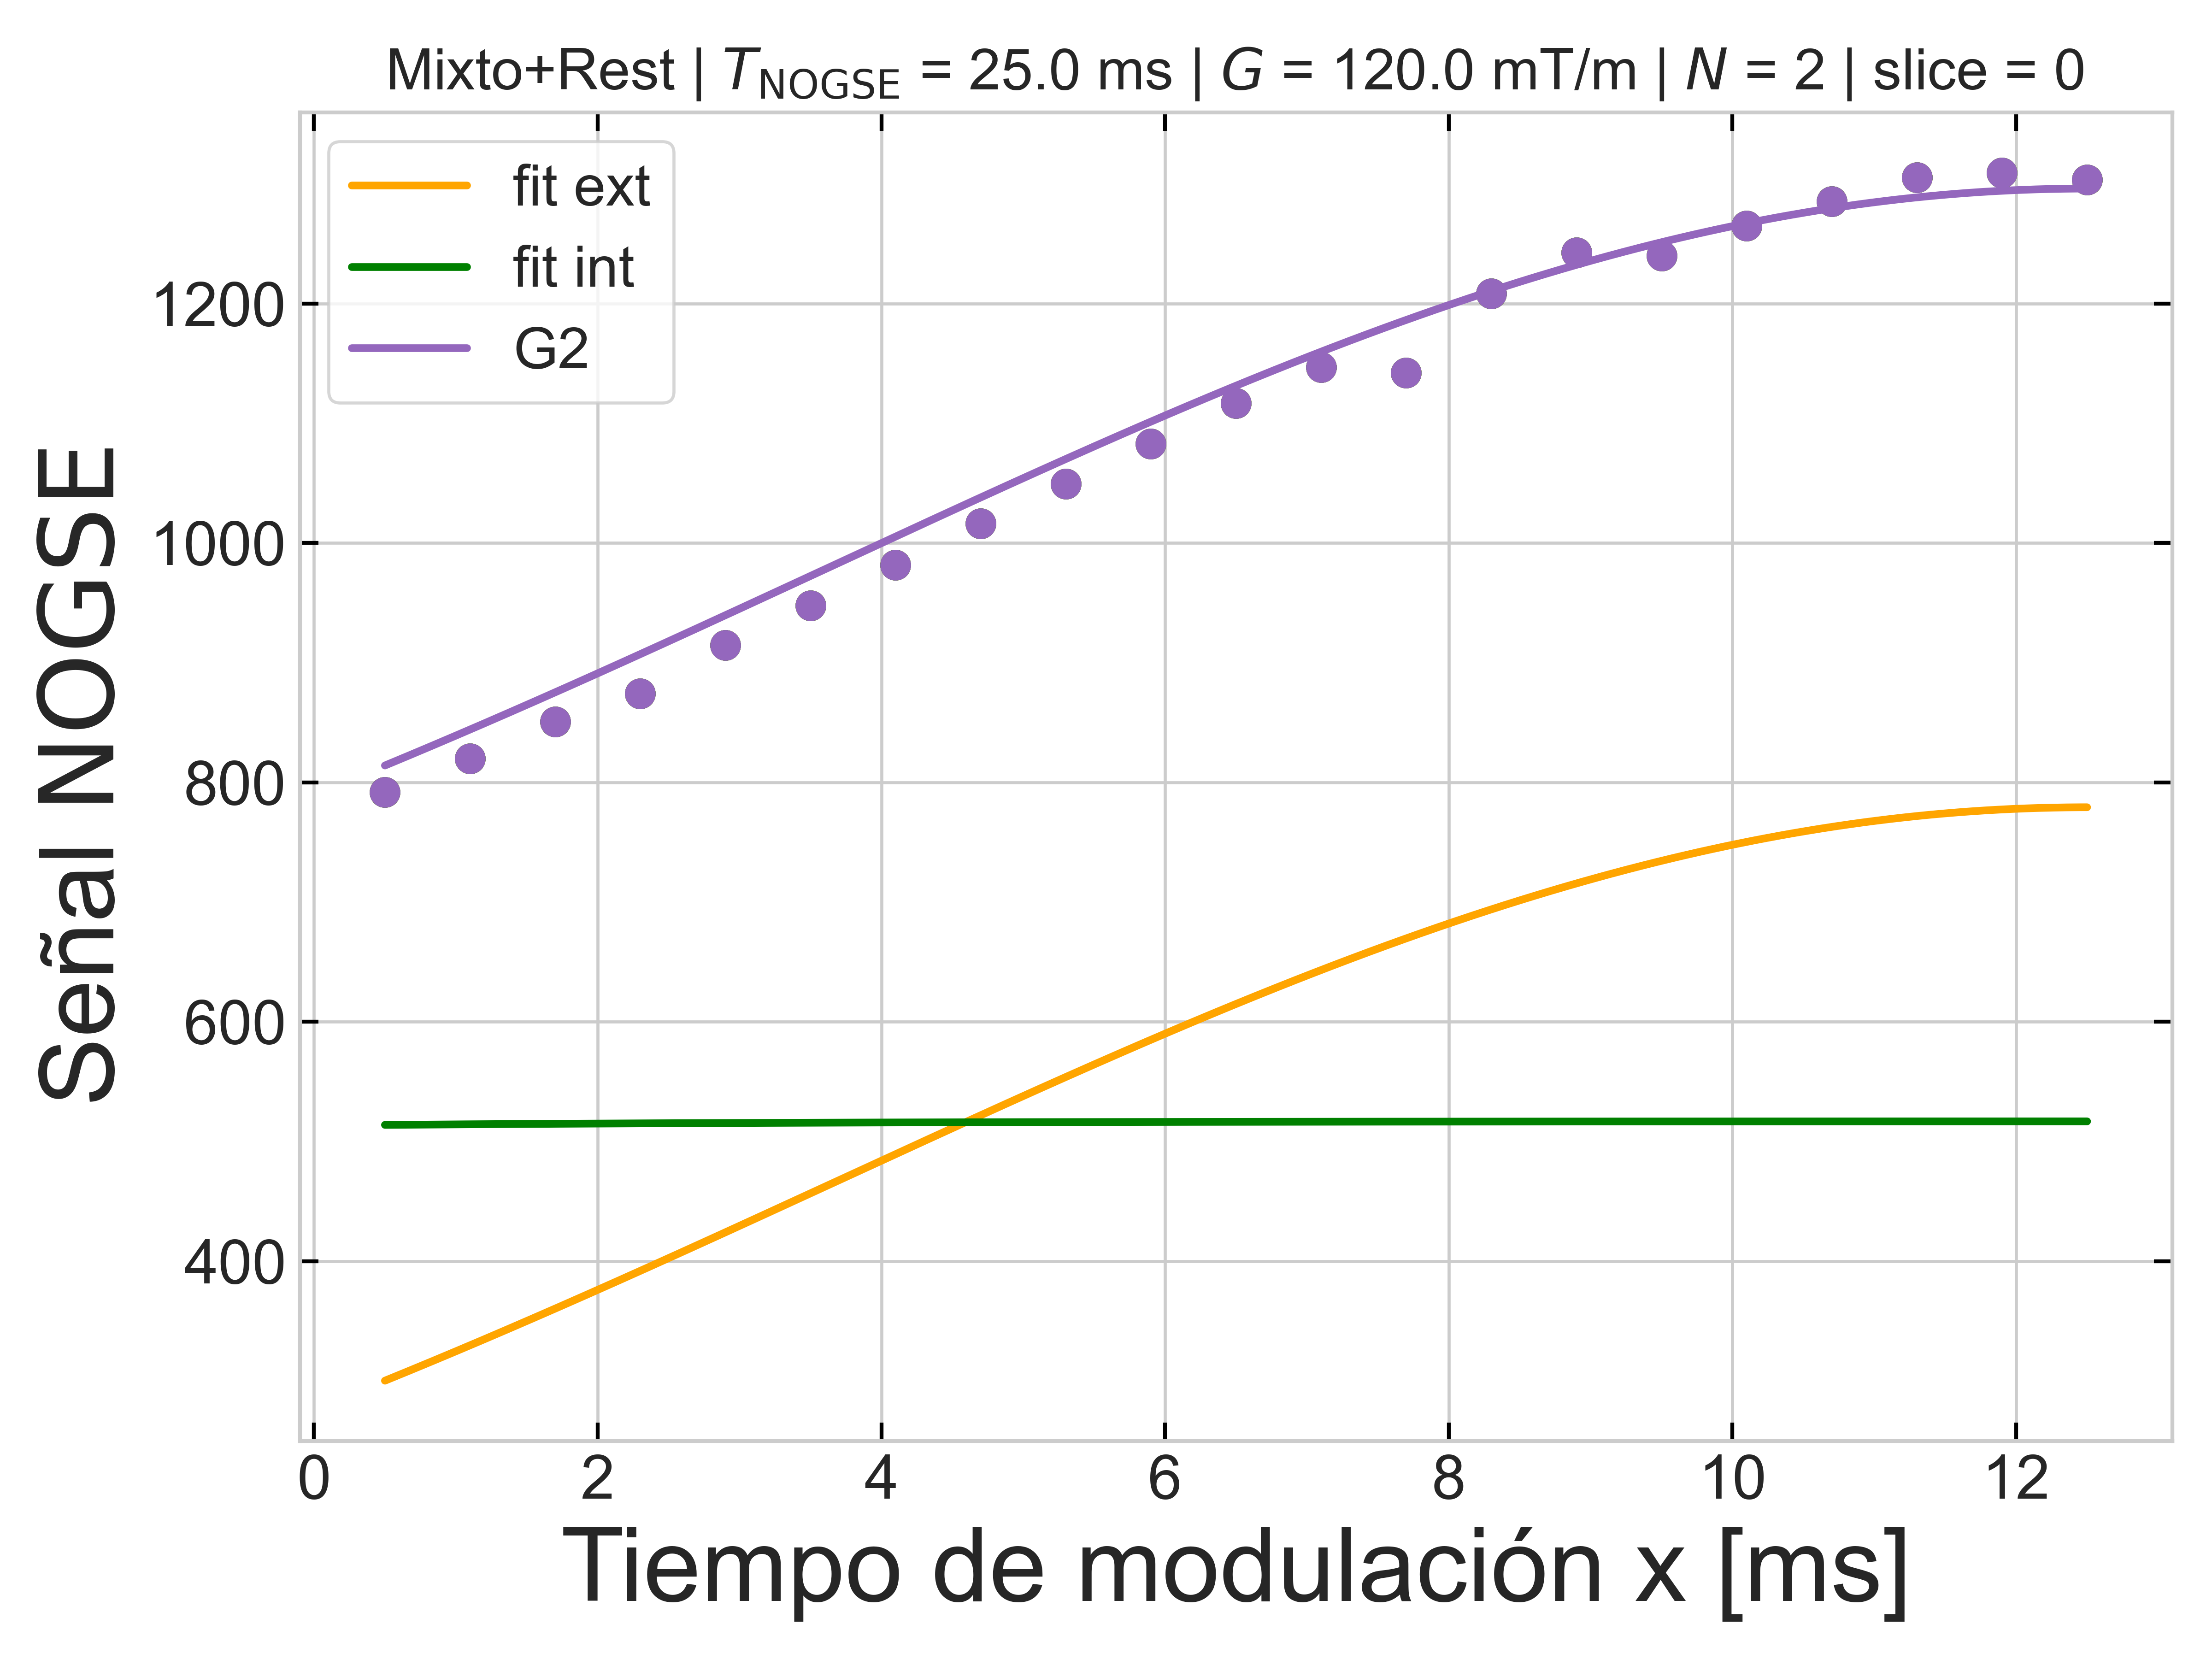 Mixto+Rest | T_NOGSE = 25.0 ms | G = 120.0 mT/m | N = 2 | slice = 0
fit ext
fit int
G2
Señal NOGSE
1200
1000
800
600
400
0 2 4 6 8 10 12
Tiempo de modulación x [ms]